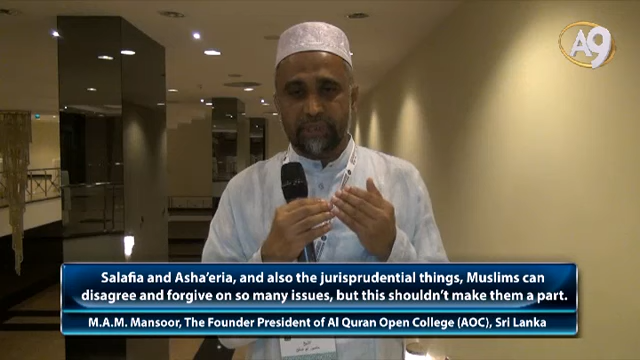 A9
Salafia and Asha'eria, and also the jurisprudential things, Muslims can
disagree and forgive on so many issues, but this shouldn't make them a part.
M.A.M. Mansoor, The Founder President of Al Quran Open College (AOC), Sri Lanka